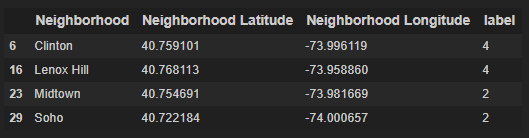 Neighborhood Neighborhood Latitude Neighborhood Longitude label
6 Clinton 40.759101 -73.996119 4
16 Lenox Hill 40.768113 -73.958860 4
23 Midtown 40.754691 -73.981669 2
29 Soho 40.722184 -74.000657 2